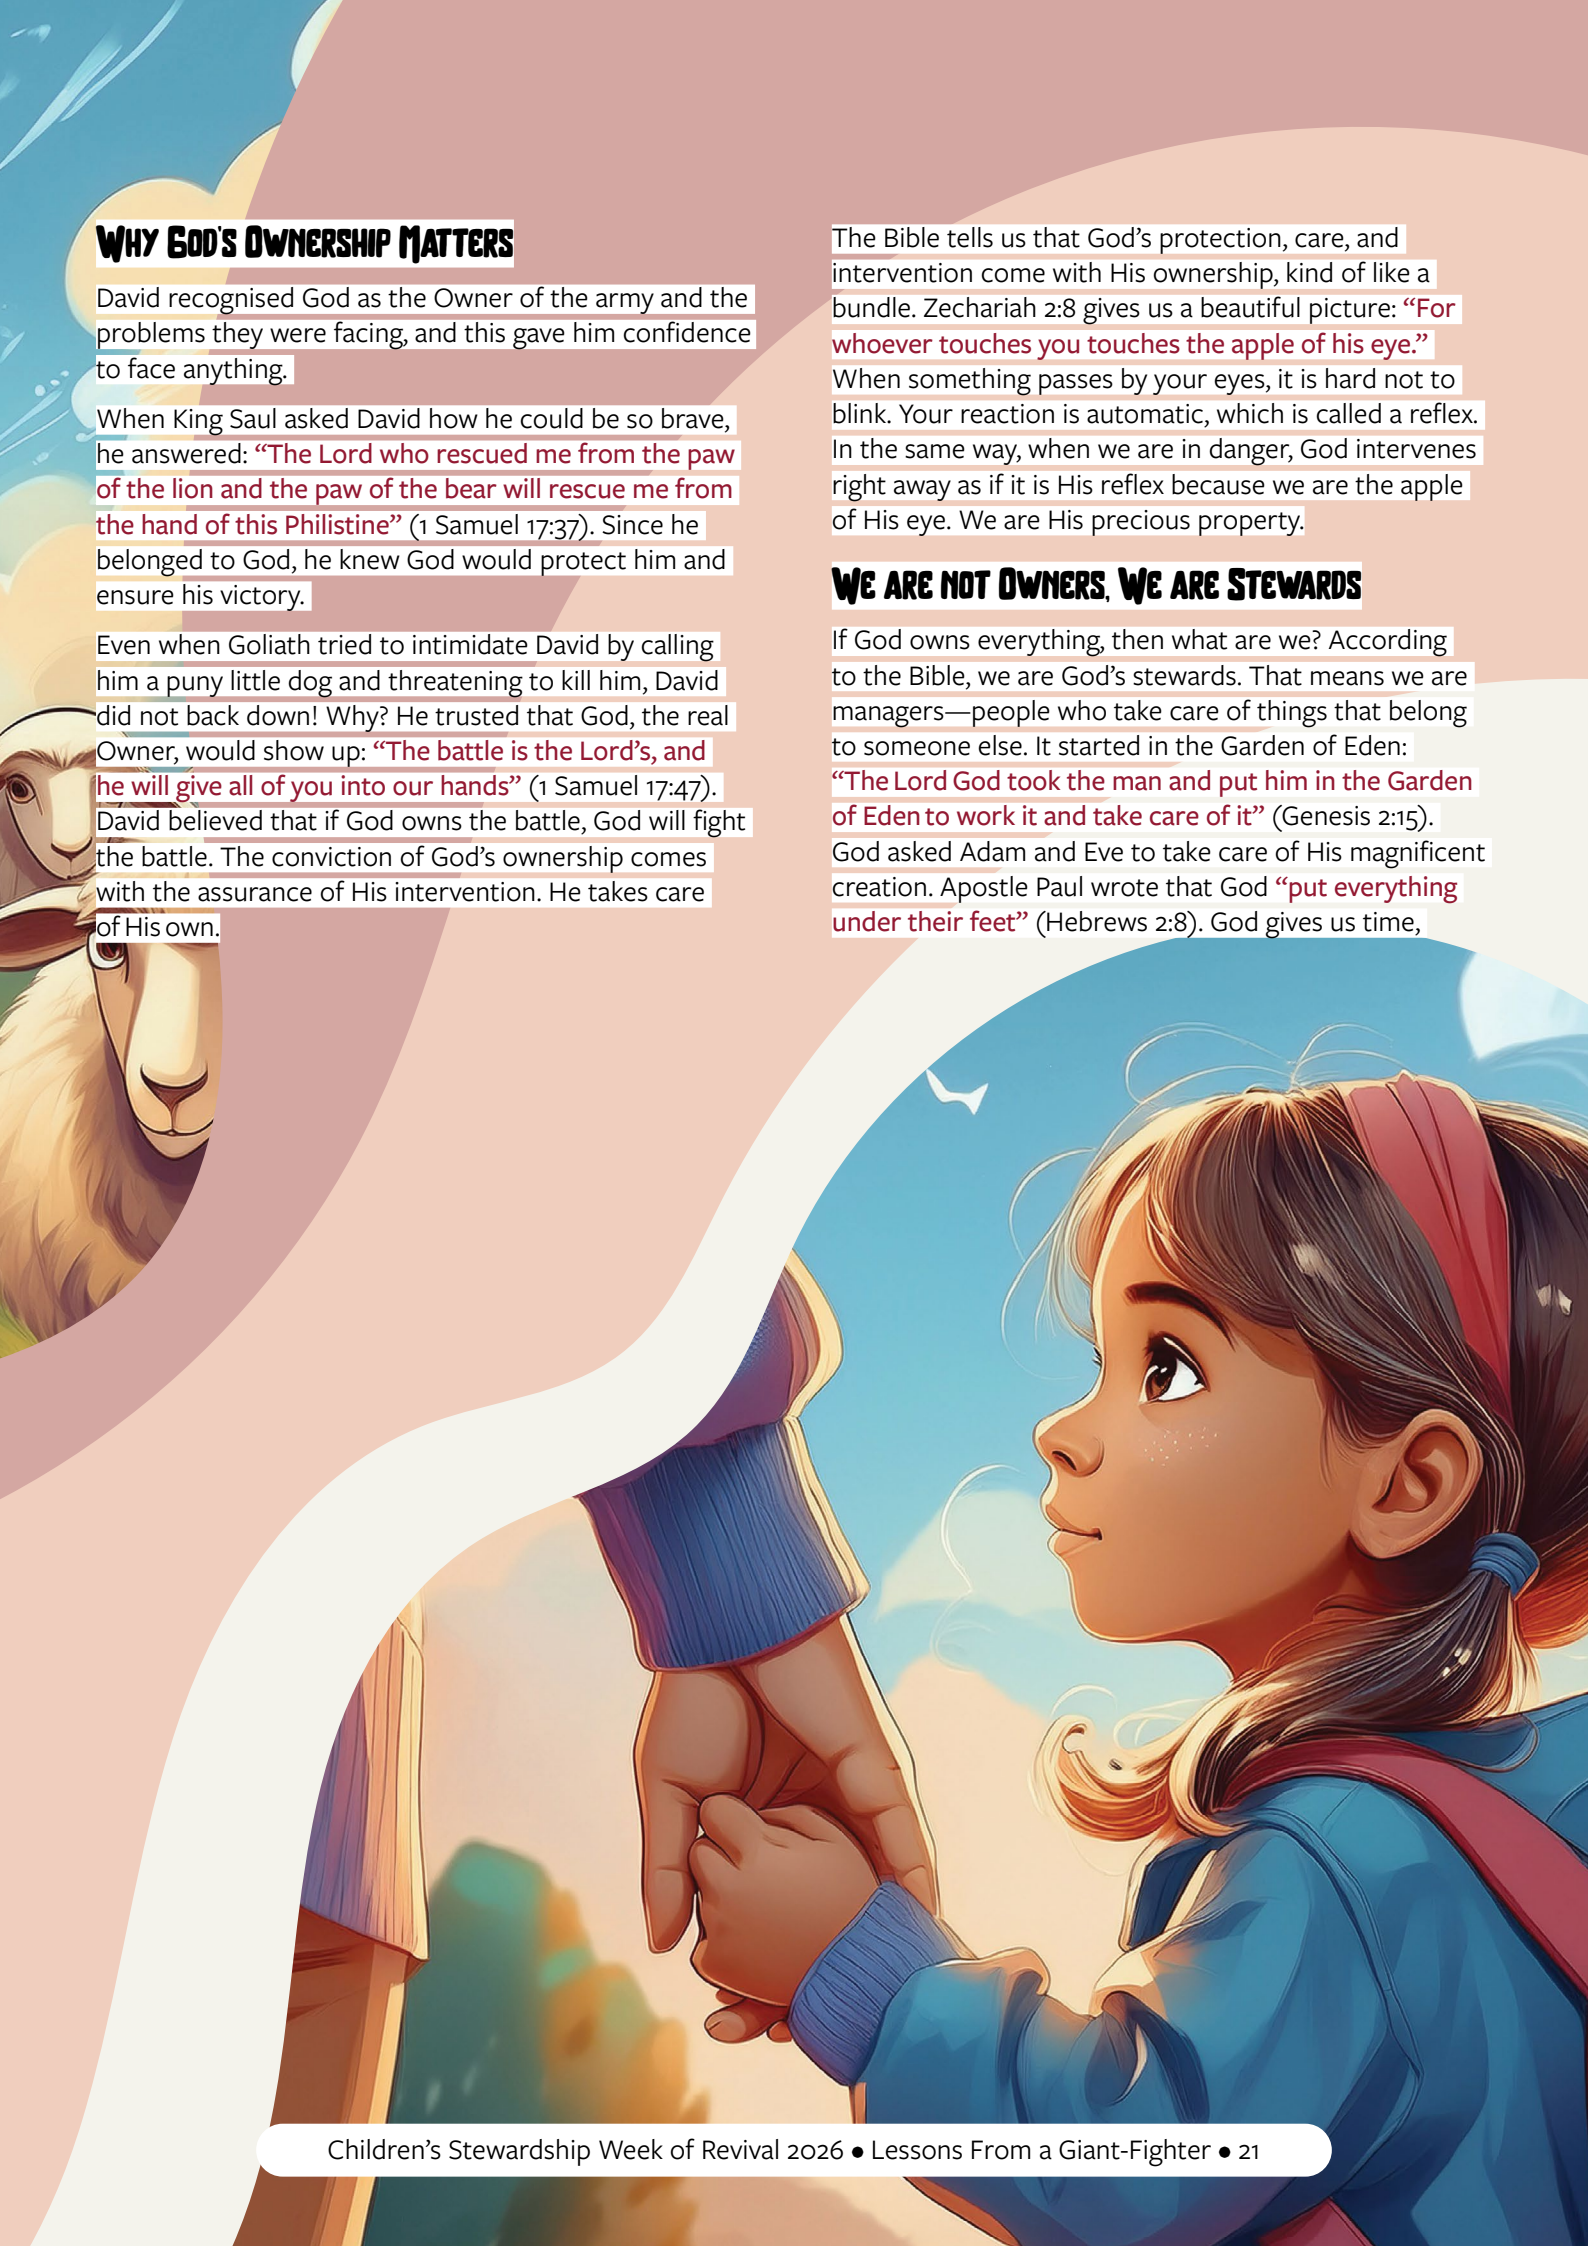 Why God's Ownership Matters
David recognised God as the Owner of the army and the
problems they were facing, and this gave him confidence
to face anything.
When King Saul asked David how he could be so brave,
he answered: “The Lord who rescued me from the paw
of the lion and the paw of the bear will rescue me from
the hand of this Philistine” (1 Samuel 17:37). Since he
belonged to God, he knew God would protect him and
ensure his victory.
Even when Goliath tried to intimidate David by calling
him a puny little dog and threatening to kill him, David
did not back down! Why? He trusted that God, the real
Owner, would show up: “The battle is the Lord’s, and
he will give all of you into our hands” (1 Samuel 17:47).
David believed that if God owns the battle, God will fight
the battle. The conviction of God’s ownership comes
with the assurance of His intervention. He takes care
of His own.
The Bible tells us that God’s protection, care, and
intervention come with His ownership, kind of like a
bundle. Zechariah 2:8 gives us a beautiful picture: “For
whoever touches you touches the apple of his eye.”
When something passes by your eyes, it is hard not to
blink. Your reaction is automatic, which is called a reflex.
In the same way, when we are in danger, God intervenes
right away as if it is His reflex because we are the apple
of His eye. We are His precious property.
We are not Owners, We are Stewards
If God owns everything, then what are we? According
to the Bible, we are God’s stewards. That means we are
managers—people who take care of things that belong
to someone else. It started in the Garden of Eden:
“The Lord God took the man and put him in the Garden
of Eden to work it and take care of it” (Genesis 2:15).
God asked Adam and Eve to take care of His magnificent
creation. Apostle Paul wrote that God “put everything
under their feet” (Hebrews 2:8). God gives us time,
Children’s Stewardship Week of Revival 2026 ● Lessons From a Giant-Fighter ● 21